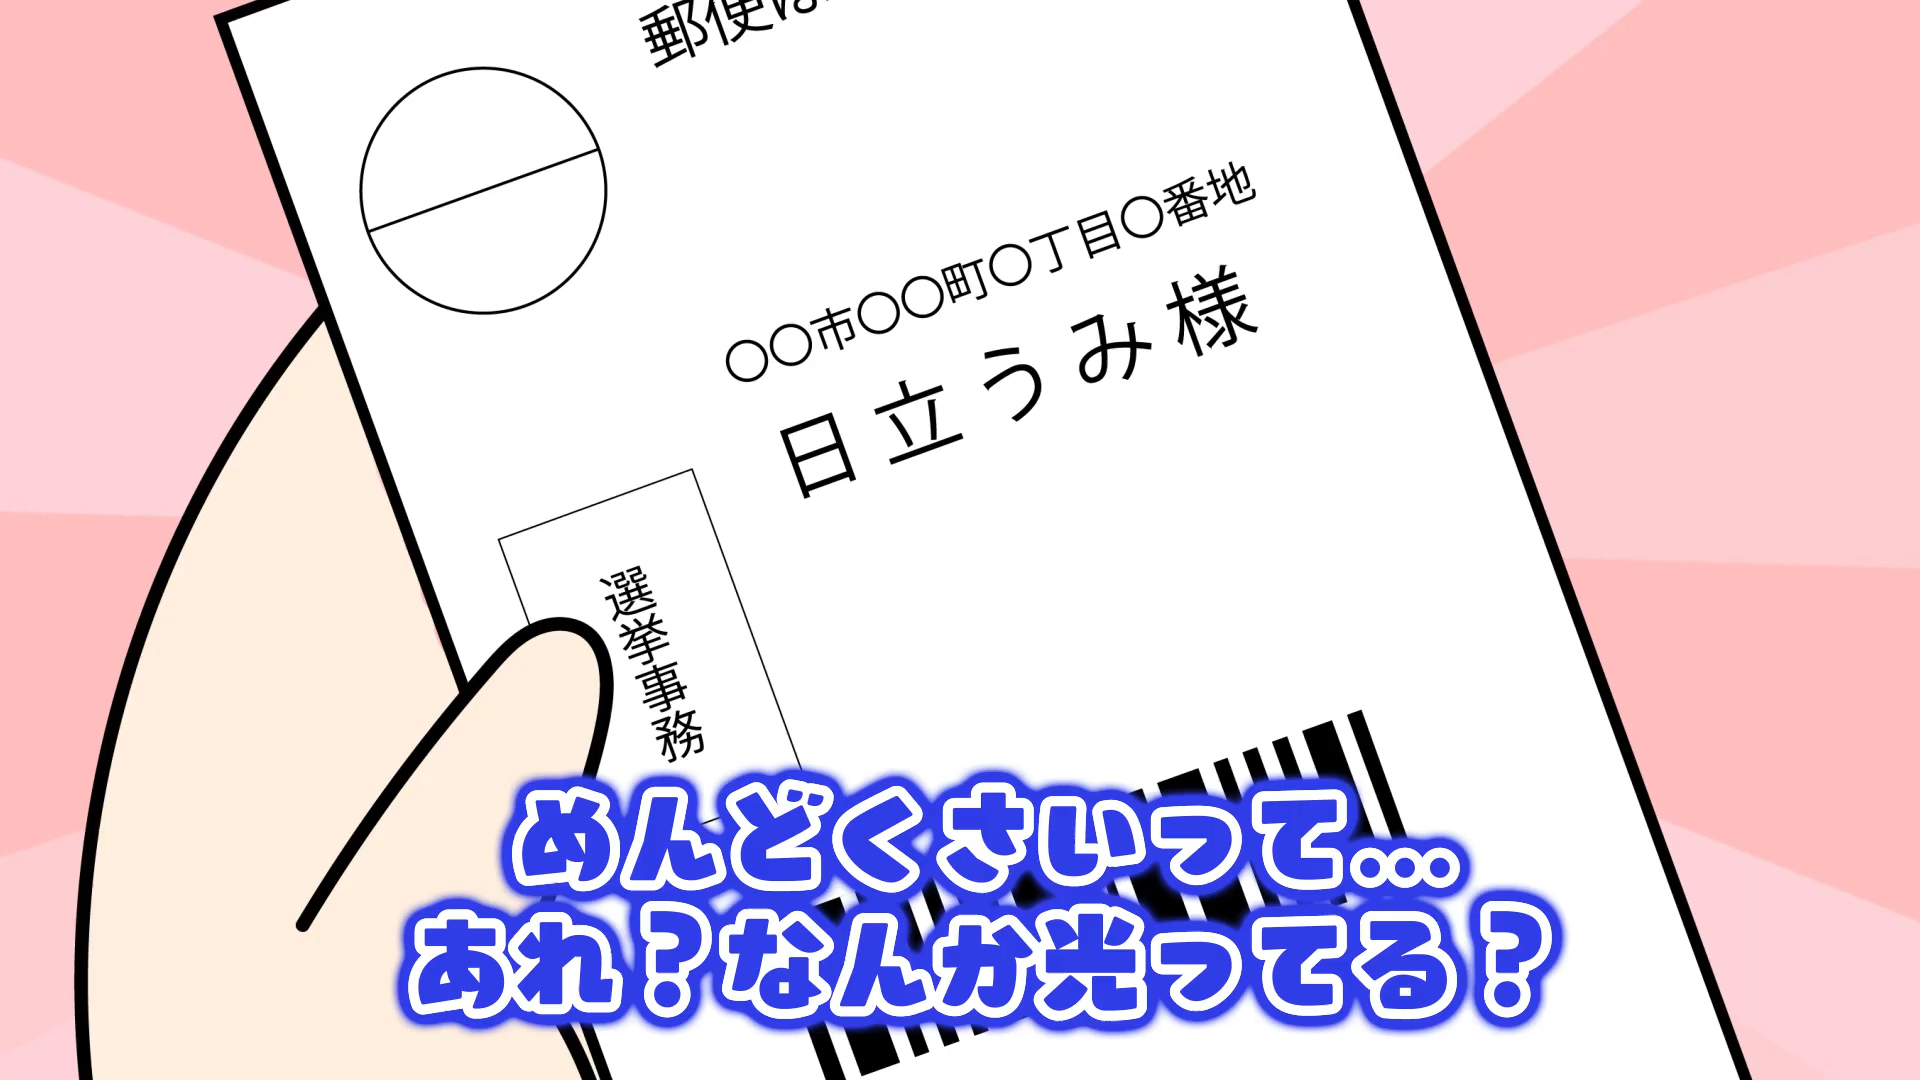 郵便は
〇〇市〇〇町〇丁目〇番地
日立うみ様
選挙事務
めんどくさいって…
あれ？なんか光ってる？